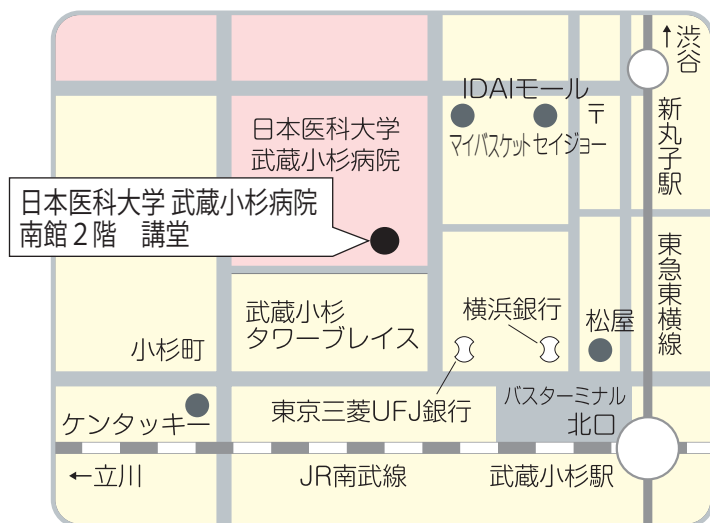 ↑渋谷
IDAIモール
〒
マイバスケット
セイジョー
新丸子駅
日本医科大学
武蔵小杉病院
日本医科大学 武蔵小杉病院
南館2階 講堂
東急東横線
武蔵小杉
タワープレイス
横浜銀行
松屋
小杉町
バスターミナル
北口
ケンタッキー
東京三菱UFJ銀行
←立川
JR南武線
武蔵小杉駅